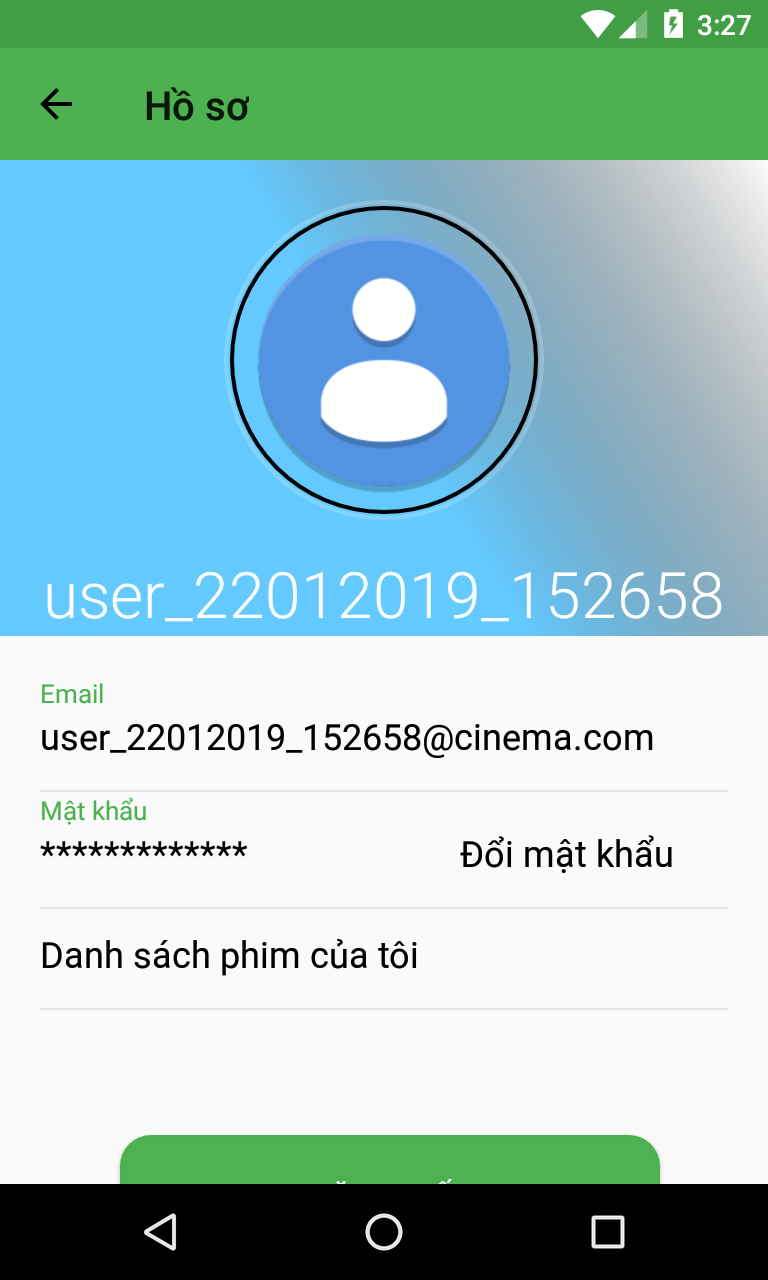 3:27
Hồ sơ
user_22012019_152658
Email
user_22012019_152658@cinema.com
Mật khẩu
*************
Đổi mật khẩu
Danh sách phim của tôi